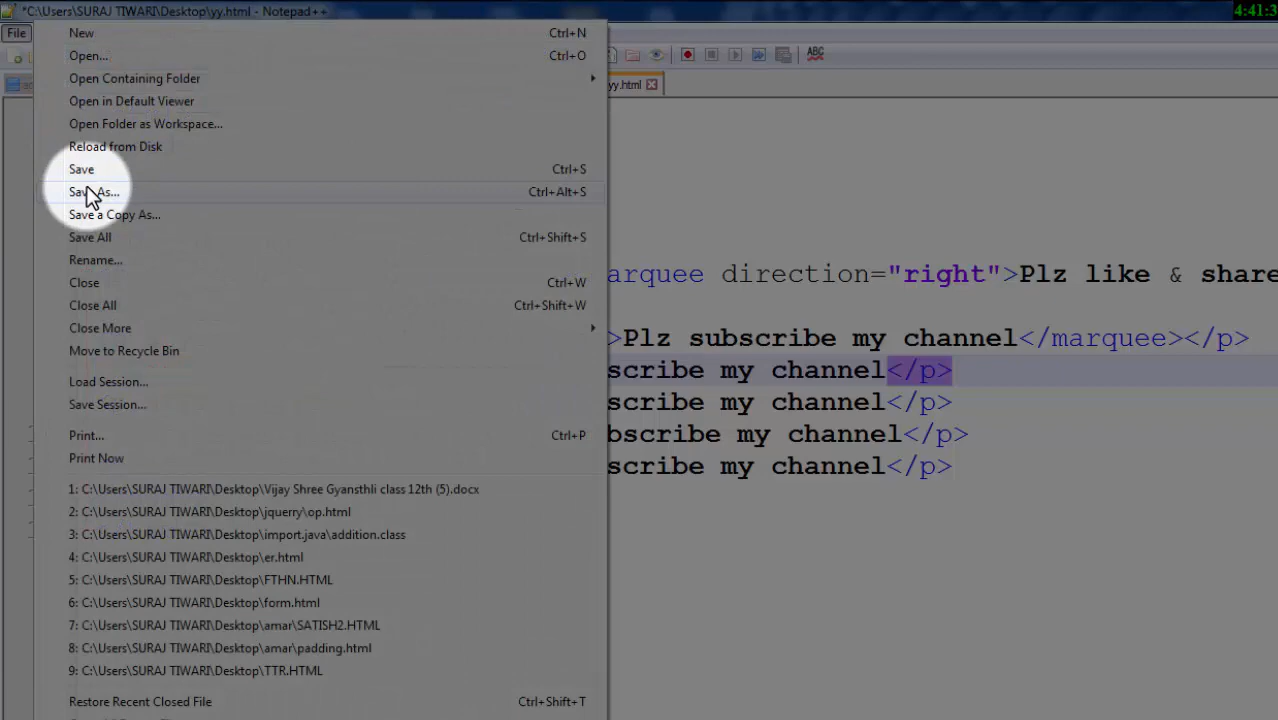 *C:\Users\SURAJ TIWARI\Desktop\yy.html - Notepad++
4:41:3
File
New Ctrl+N
Open... Ctrl+O
Open Containing Folder
Open in Default Viewer
Open Folder as Workspace...
Reload from Disk
Save Ctrl+S
Save As... Ctrl+Alt+S
Save a Copy As...
Save All Ctrl+Shift+S
Rename...
Close Ctrl+W
Close All Ctrl+Shift+W
Close More
Move to Recycle Bin
Load Session...
Save Session...
Print... Ctrl+P
Print Now
1: C:\Users\SURAJ TIWARI\Desktop\Vijay Shree Gyansthli class 12th (5).docx
2: C:\Users\SURAJ TIWARI\Desktop\jquerry\op.html
3: C:\Users\SURAJ TIWARI\Desktop\import.java\addition.class
4: C:\Users\SURAJ TIWARI\Desktop\er.html
5: C:\Users\SURAJ TIWARI\Desktop\FTHN.HTML
6: C:\Users\SURAJ TIWARI\Desktop\form.html
7: C:\Users\SURAJ TIWARI\Desktop\amar\SATISH2.HTML
8: C:\Users\SURAJ TIWARI\Desktop\amar\padding.html
9: C:\Users\SURAJ TIWARI\Desktop\TTR.HTML
Restore Recent Closed File Ctrl+Shift+T
ABC
yy.html
arquee direction="right">Plz like & share
>Plz subscribe my channel</marquee></p>
scribe my channel</p>
scribe my channel</p>
bscribe my channel</p>
scribe my channel</p>